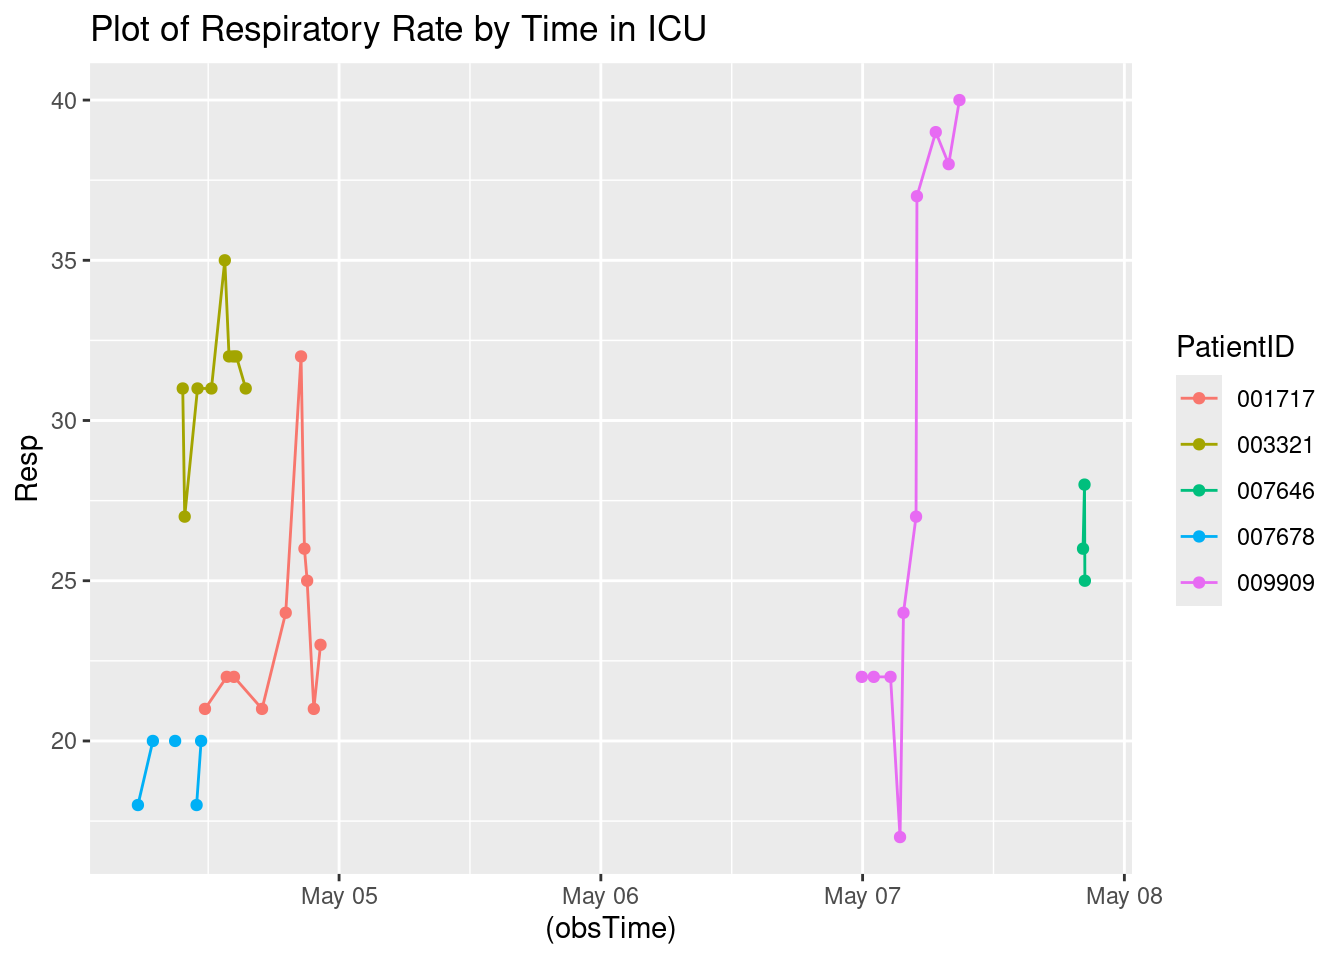 Plot of Respiratory Rate by Time in ICU
40
35
30
25
20
Resp
May 05 May 06 May 07 May 08
(obsTime)
PatientID
001717
003321
007646
007678
009909